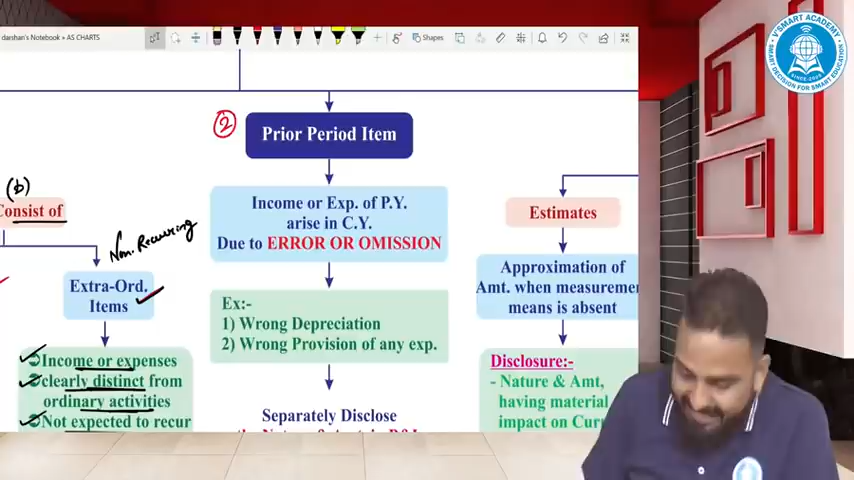 darshan's Notebook » AS CHARTS
Shapes
V'SMART ACADEMY
SMART DECISION FOR SMART EDUCATION
②
Prior Period Item
(b)
Consist of
Non-Recurring
Income or Exp. of P.Y.
arise in C.Y.
Due to ERROR OR OMISSION
Estimates
Extra-Ord.
Items
Approximation of
Amt. when measuremen
means is absent
Ex:-
1) Wrong Depreciation
2) Wrong Provision of any exp.
Income or expenses
clearly distinct from
ordinary activities
Not expected to recur
Disclosure:-
- Nature & Amt,
having material
impact on Curr
Separately Disclose